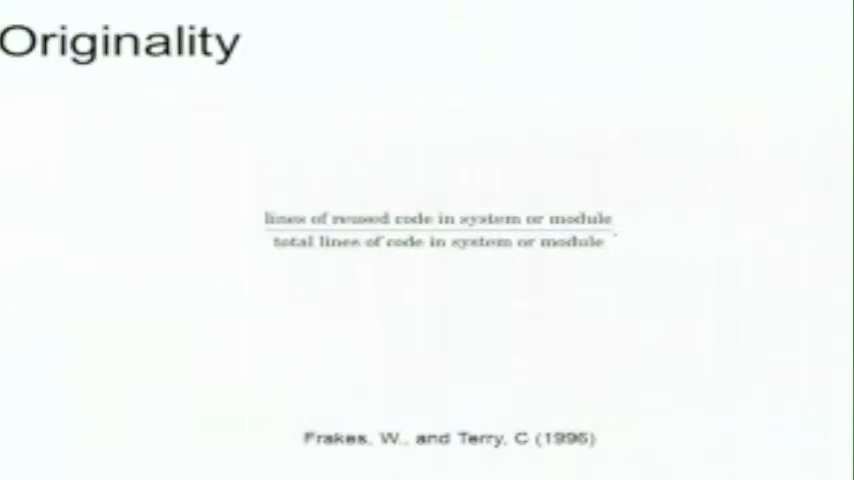 Originality
lines of reused code in system or module
total lines of code in system or module
Frakes, W., and Terry, C (1996)